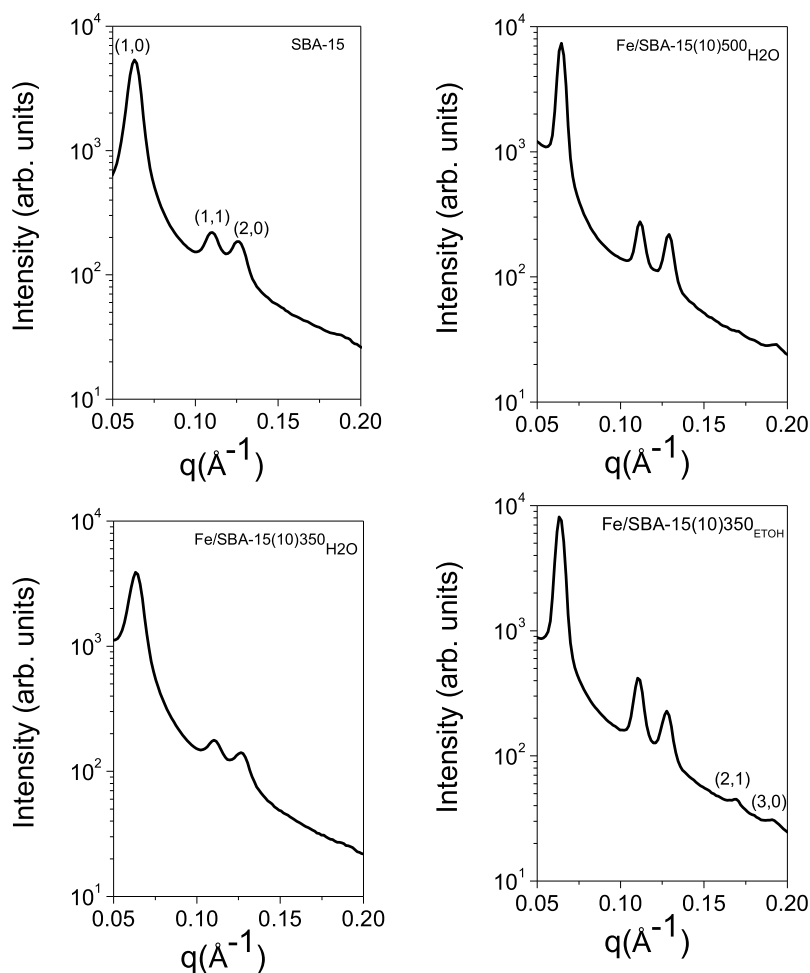 SBA-15
(1,0)
(1,1)
(2,0)
10^4
10^3
10^2
10^1
0.05 0.10 0.15 0.20
Intensity (arb. units)
q(Å^-1)
Fe/SBA-15(10)500H2O
10^4
10^3
10^2
10^1
0.05 0.10 0.15 0.20
Intensity (arb. units)
q(Å^-1)
Fe/SBA-15(10)350H2O
10^4
10^3
10^2
10^1
0.05 0.10 0.15 0.20
Intensity (arb. units)
q(Å^-1)
Fe/SBA-15(10)350ETOH
(2,1)
(3,0)
10^4
10^3
10^2
10^1
0.05 0.10 0.15 0.20
Intensity (arb. units)
q(Å^-1)